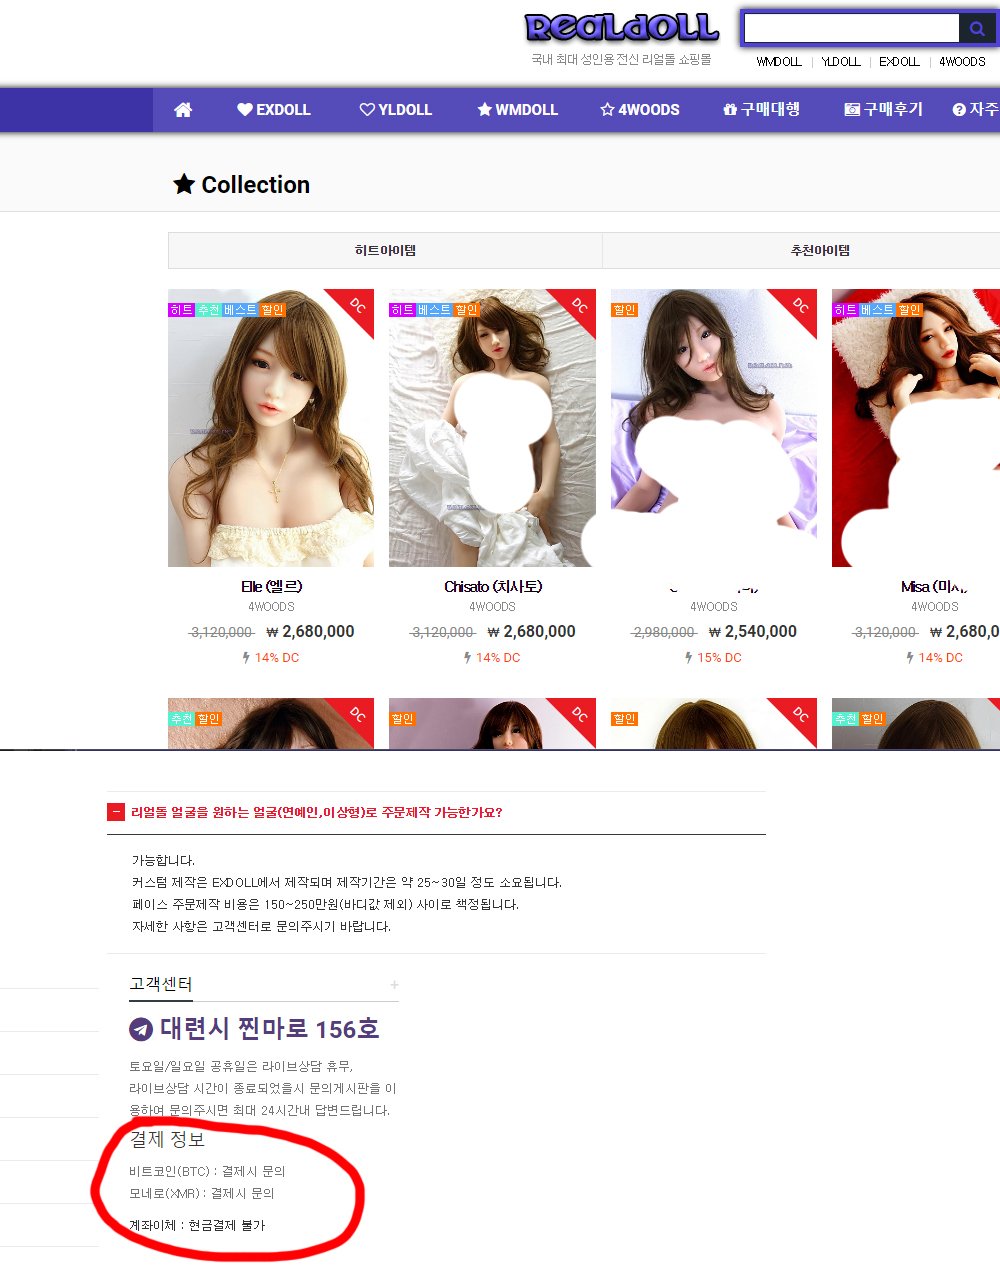 RealDoll
국내 최대 성인용 전신 리얼돌 쇼핑몰
WMDOLL | YLDOLL | EXDOLL | 4WOODS
EXDOLL YLDOLL WMDOLL 4WOODS 구매대행 구매후기 자주
Collection
히트아이템 추천아이템
히트 추천 베스트 할인 DC
히트 베스트 할인 DC
할인 DC
히트 베스트 할인
Elle (엘르) Chisato (치사토) Misa (미사)
4WOODS 4WOODS 4WOODS 4WOODS
3,120,000 ₩ 2,680,000
3,120,000 ₩ 2,680,000
2,980,000 ₩ 2,540,000
3,120,000 ₩ 2,680,0
14% DC 14% DC 15% DC 14% DC
추천 할인 DC
할인 DC
할인 DC
추천 할인
리얼돌 얼굴을 원하는 얼굴(연예인,이상형)로 주문제작 가능한가요?
가능합니다.
커스텀 제작은 EXDOLL에서 제작되며 제작기간은 약 25~30일 정도 소요됩니다.
페이스 주문제작 비용은 150~250만원(바디값 제외) 사이로 책정됩니다.
자세한 사항은 고객센터로 문의주시기 바랍니다.
고객센터 +
대련시 찐마로 156호
토요일/일요일 공휴일은 라이브상담 휴무,
라이브상담 시간이 종료되었을시 문의게시판을 이
용하여 문의주시면 최대 24시간내 답변드립니다.
결제 정보
비트코인(BTC) : 결제시 문의
모네로(XMR) : 결제시 문의
계좌이체 : 현금결제 불가